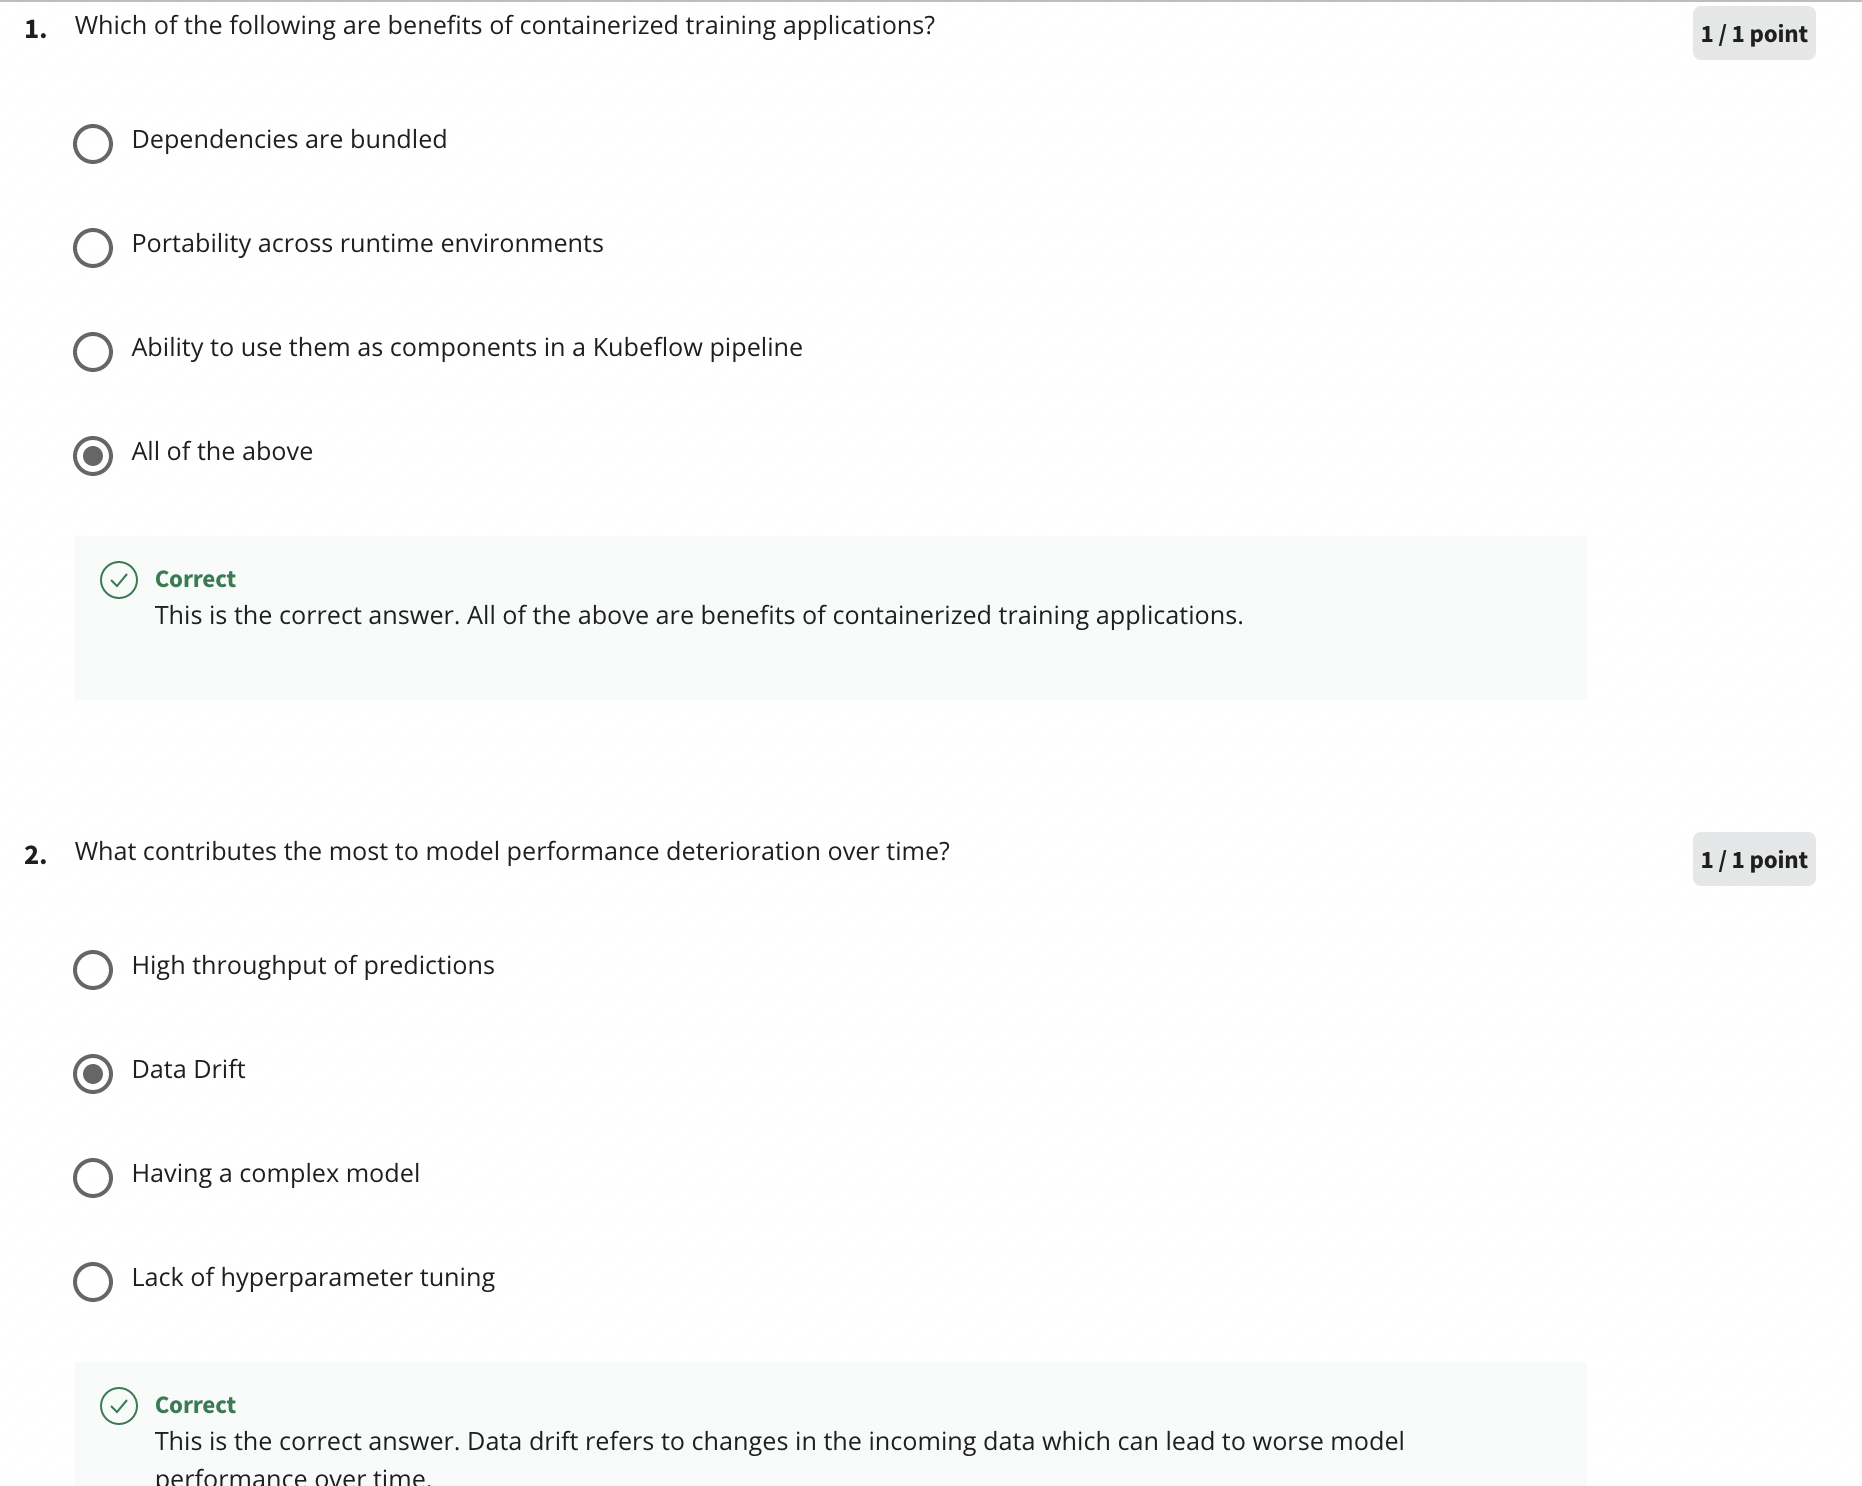 1. Which of the following are benefits of containerized training applications?
1 / 1 point
Dependencies are bundled
Portability across runtime environments
Ability to use them as components in a Kubeflow pipeline
All of the above
Correct
This is the correct answer. All of the above are benefits of containerized training applications.
2. What contributes the most to model performance deterioration over time?
1 / 1 point
High throughput of predictions
Data Drift
Having a complex model
Lack of hyperparameter tuning
Correct
This is the correct answer. Data drift refers to changes in the incoming data which can lead to worse model
performance over time.